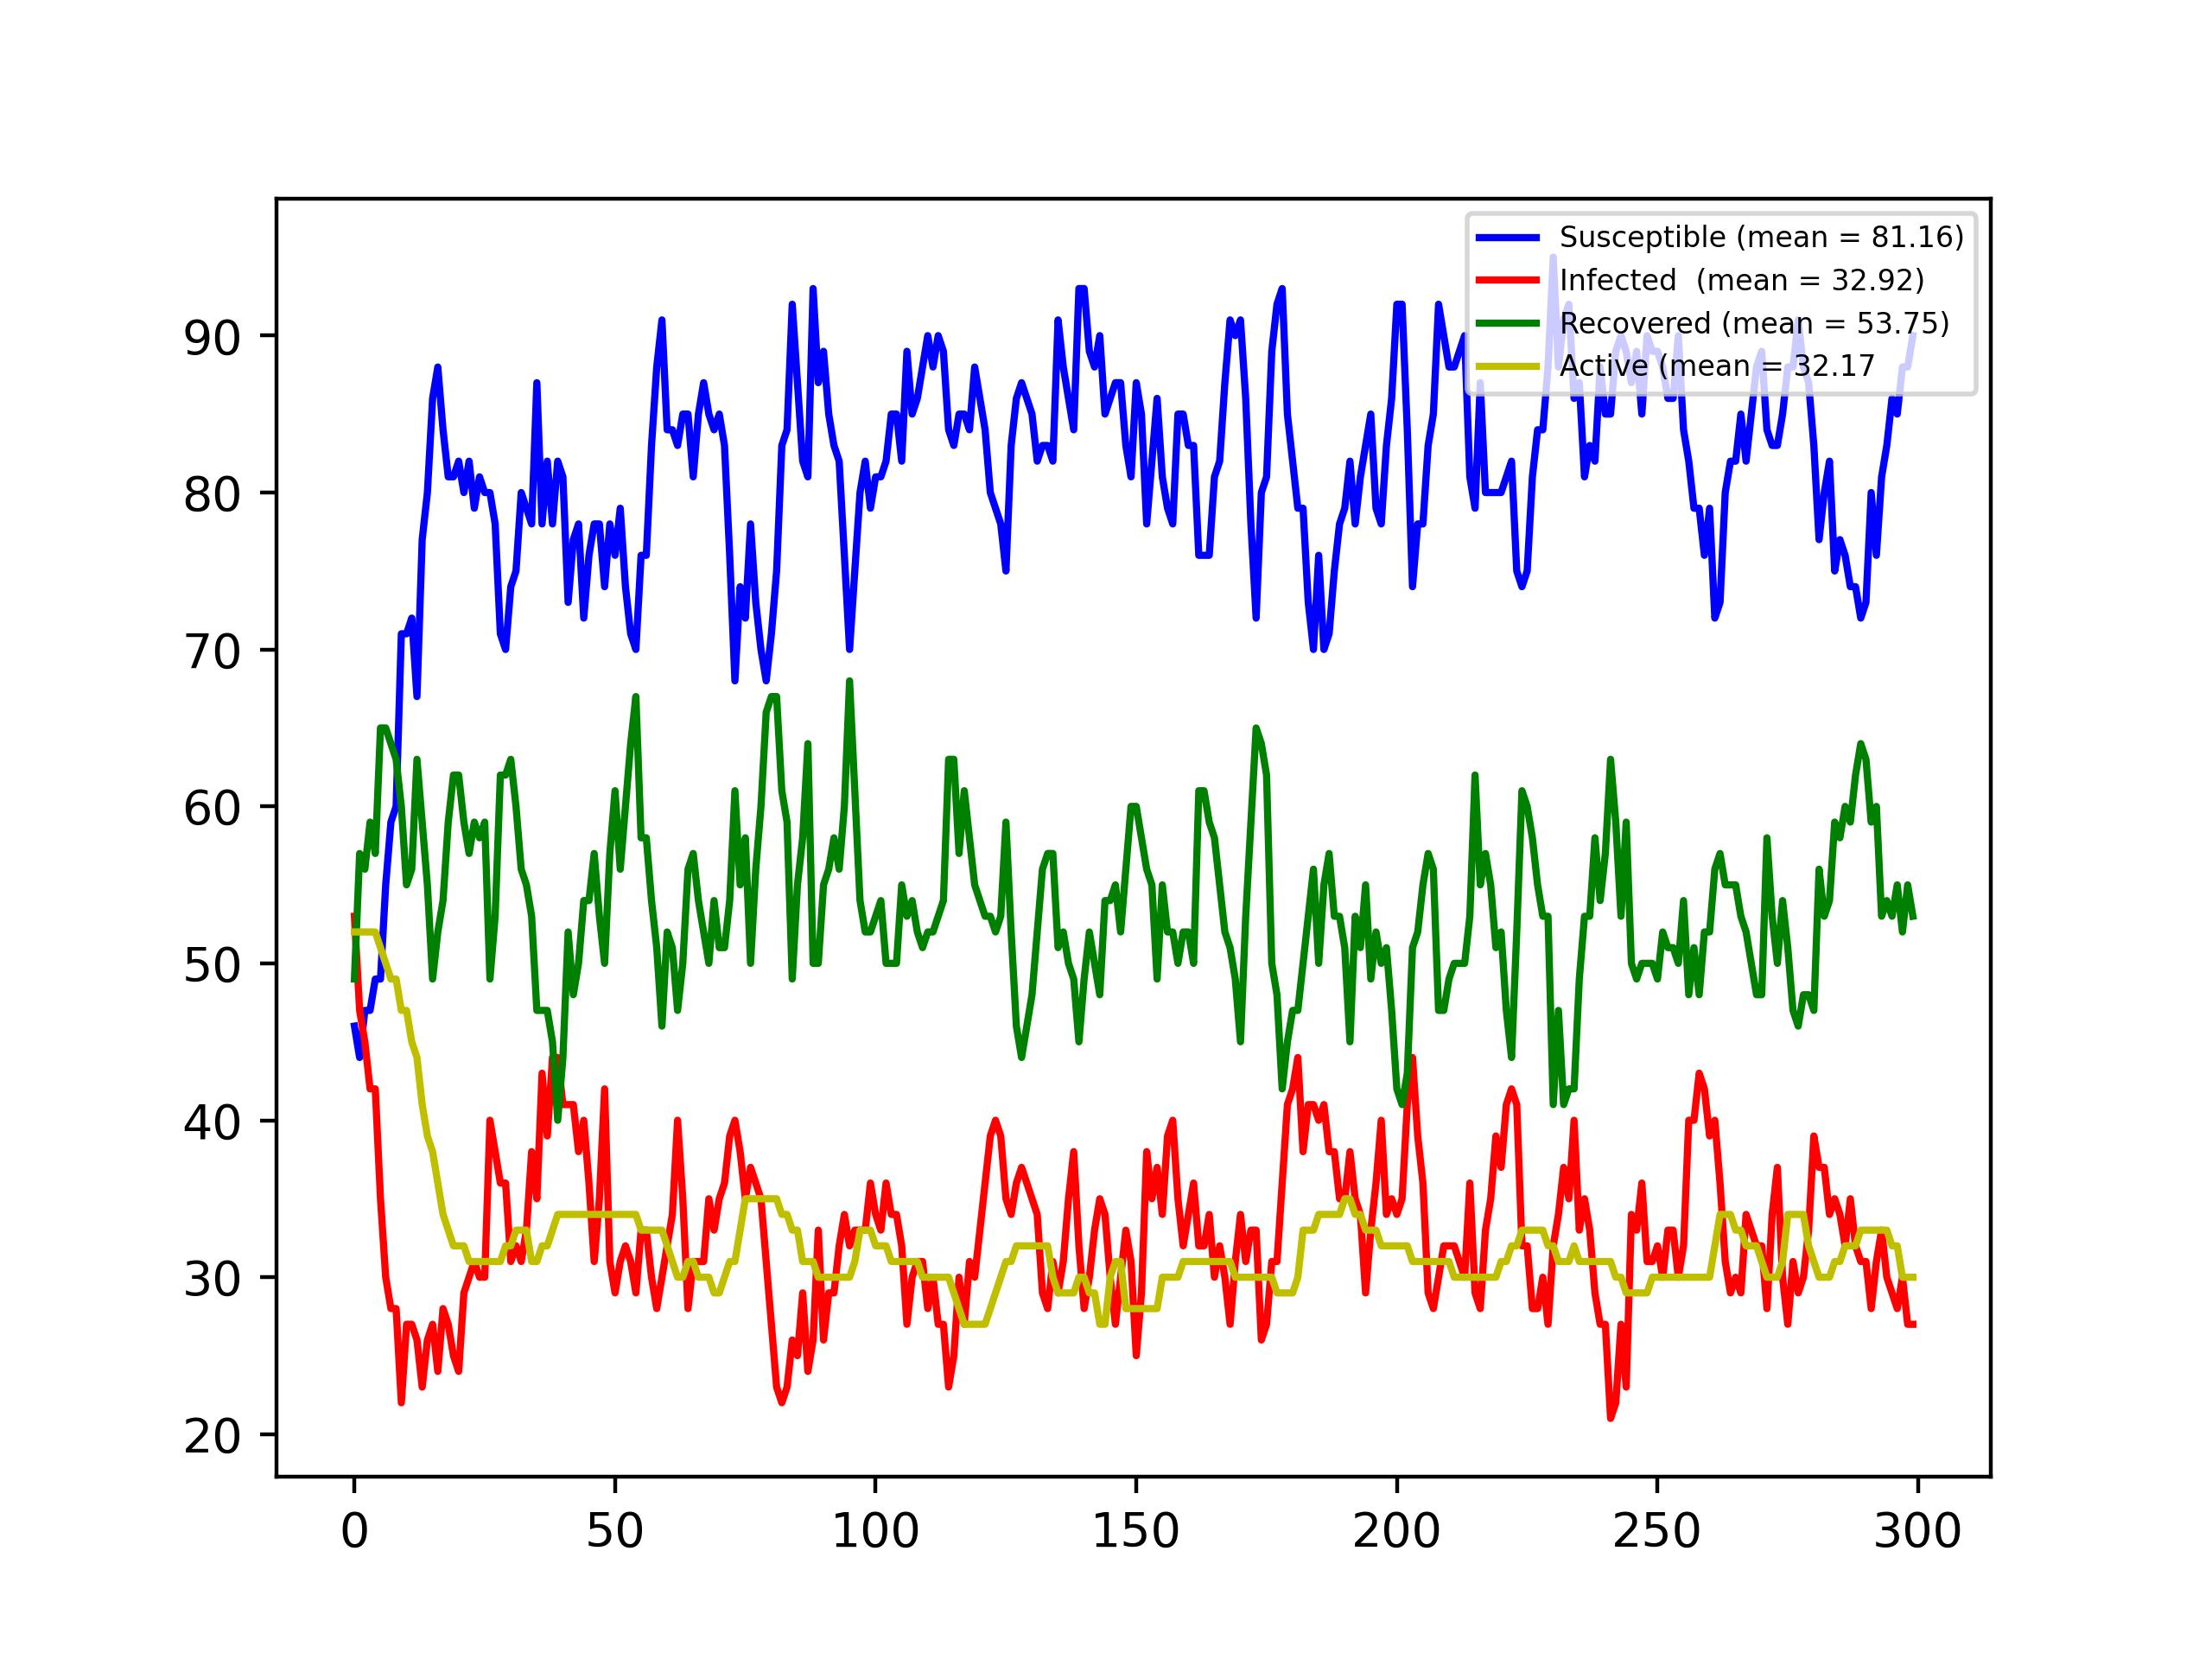 Susceptible (mean = 81.16)
Infected  (mean = 32.92)
Recovered (mean = 53.75)
Active (mean = 32.17
90
80
70
60
50
40
30
20
0 50 100 150 200 250 300